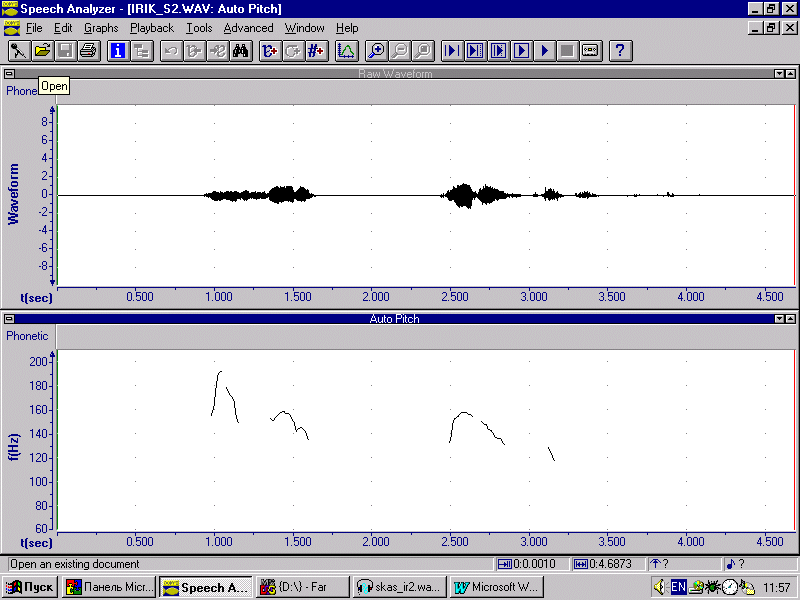 Speech Analyzer - [IRIK_S2.WAV: Auto Pitch]
File Edit Graphs Playback Tools Advanced Window Help
Raw Waveform
Phone
Open
Waveform
8
6
4
2
0
-2
-4
-6
-8
t(sec) 0.500 1.000 1.500 2.000 2.500 3.000 3.500 4.000 4.500
Auto Pitch
Phonetic
f(Hz)
200
180
160
140
120
100
80
60
t(sec) 0.500 1.000 1.500 2.000 2.500 3.000 3.500 4.000 4.500
Open an existing document 0:0.0010 0:4.6873 ? ?
Пуск Панель Micr... Speech A... {D:\} - Far skas_ir2.wa... Microsoft W... EN 11:57